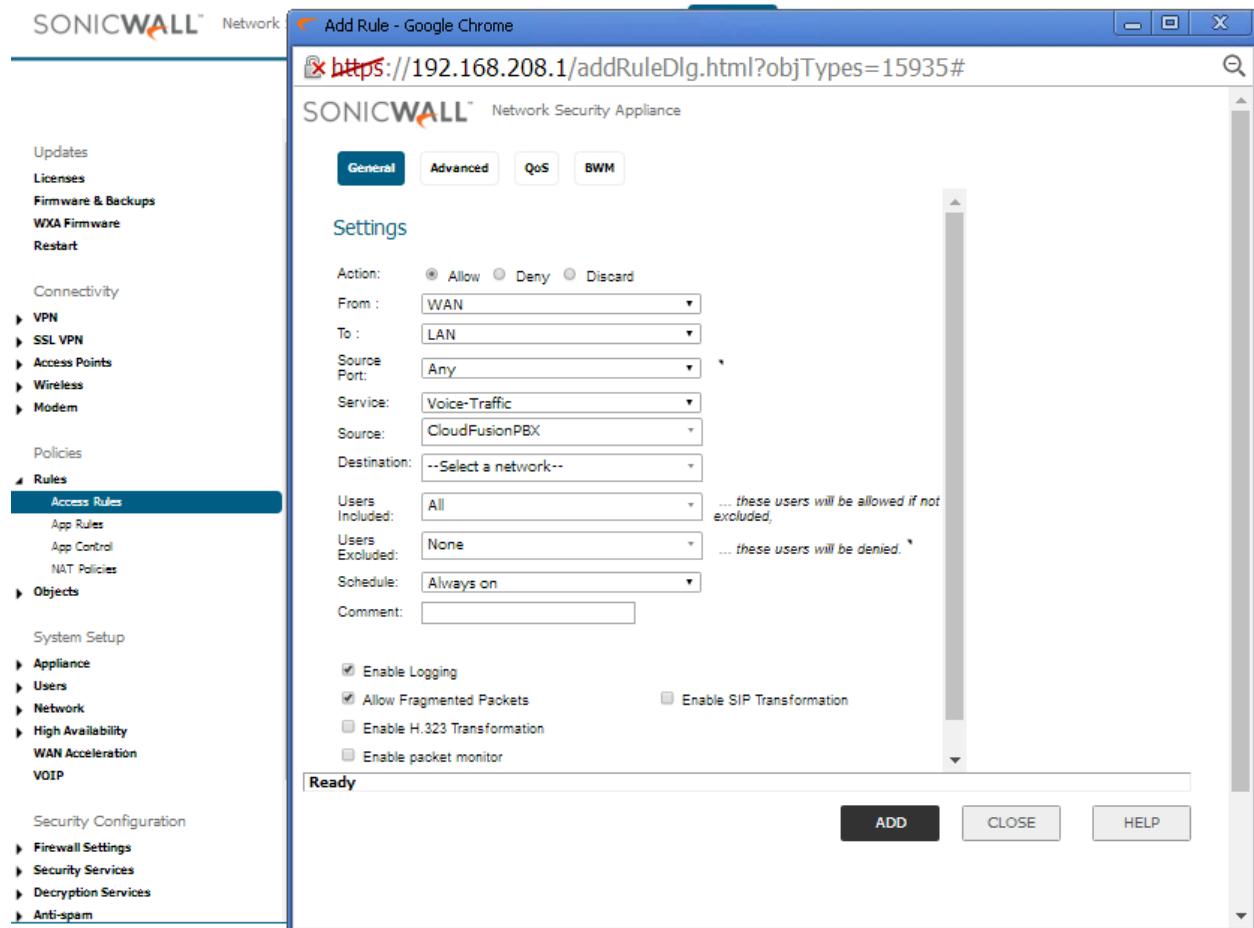 SONICWALL Network
Add Rule - Google Chrome
https://192.168.208.1/addRuleDlg.html?objTypes=15935#
SONICWALL Network Security Appliance
General Advanced QoS BWM
Settings
Action: Allow Deny Discard
From : WAN
To : LAN
Source
Port: Any
Service: Voice-Traffic
Source: CloudFusionPBX
Destination: --Select a network--
Users
Included: All ... these users will be allowed if not
excluded,
Users
Excluded: None ... these users will be denied.
Schedule: Always on
Comment:
Enable Logging
Allow Fragmented Packets Enable SIP Transformation
Enable H.323 Transformation
Enable packet monitor
Ready
ADD CLOSE HELP
Updates
Licenses
Firmware & Backups
WXA Firmware
Restart
Connectivity
VPN
SSL VPN
Access Points
Wireless
Modem
Policies
Rules
Access Rules
App Rules
App Control
NAT Policies
Objects
System Setup
Appliance
Users
Network
High Availability
WAN Acceleration
VOIP
Security Configuration
Firewall Settings
Security Services
Decryption Services
Anti-spam